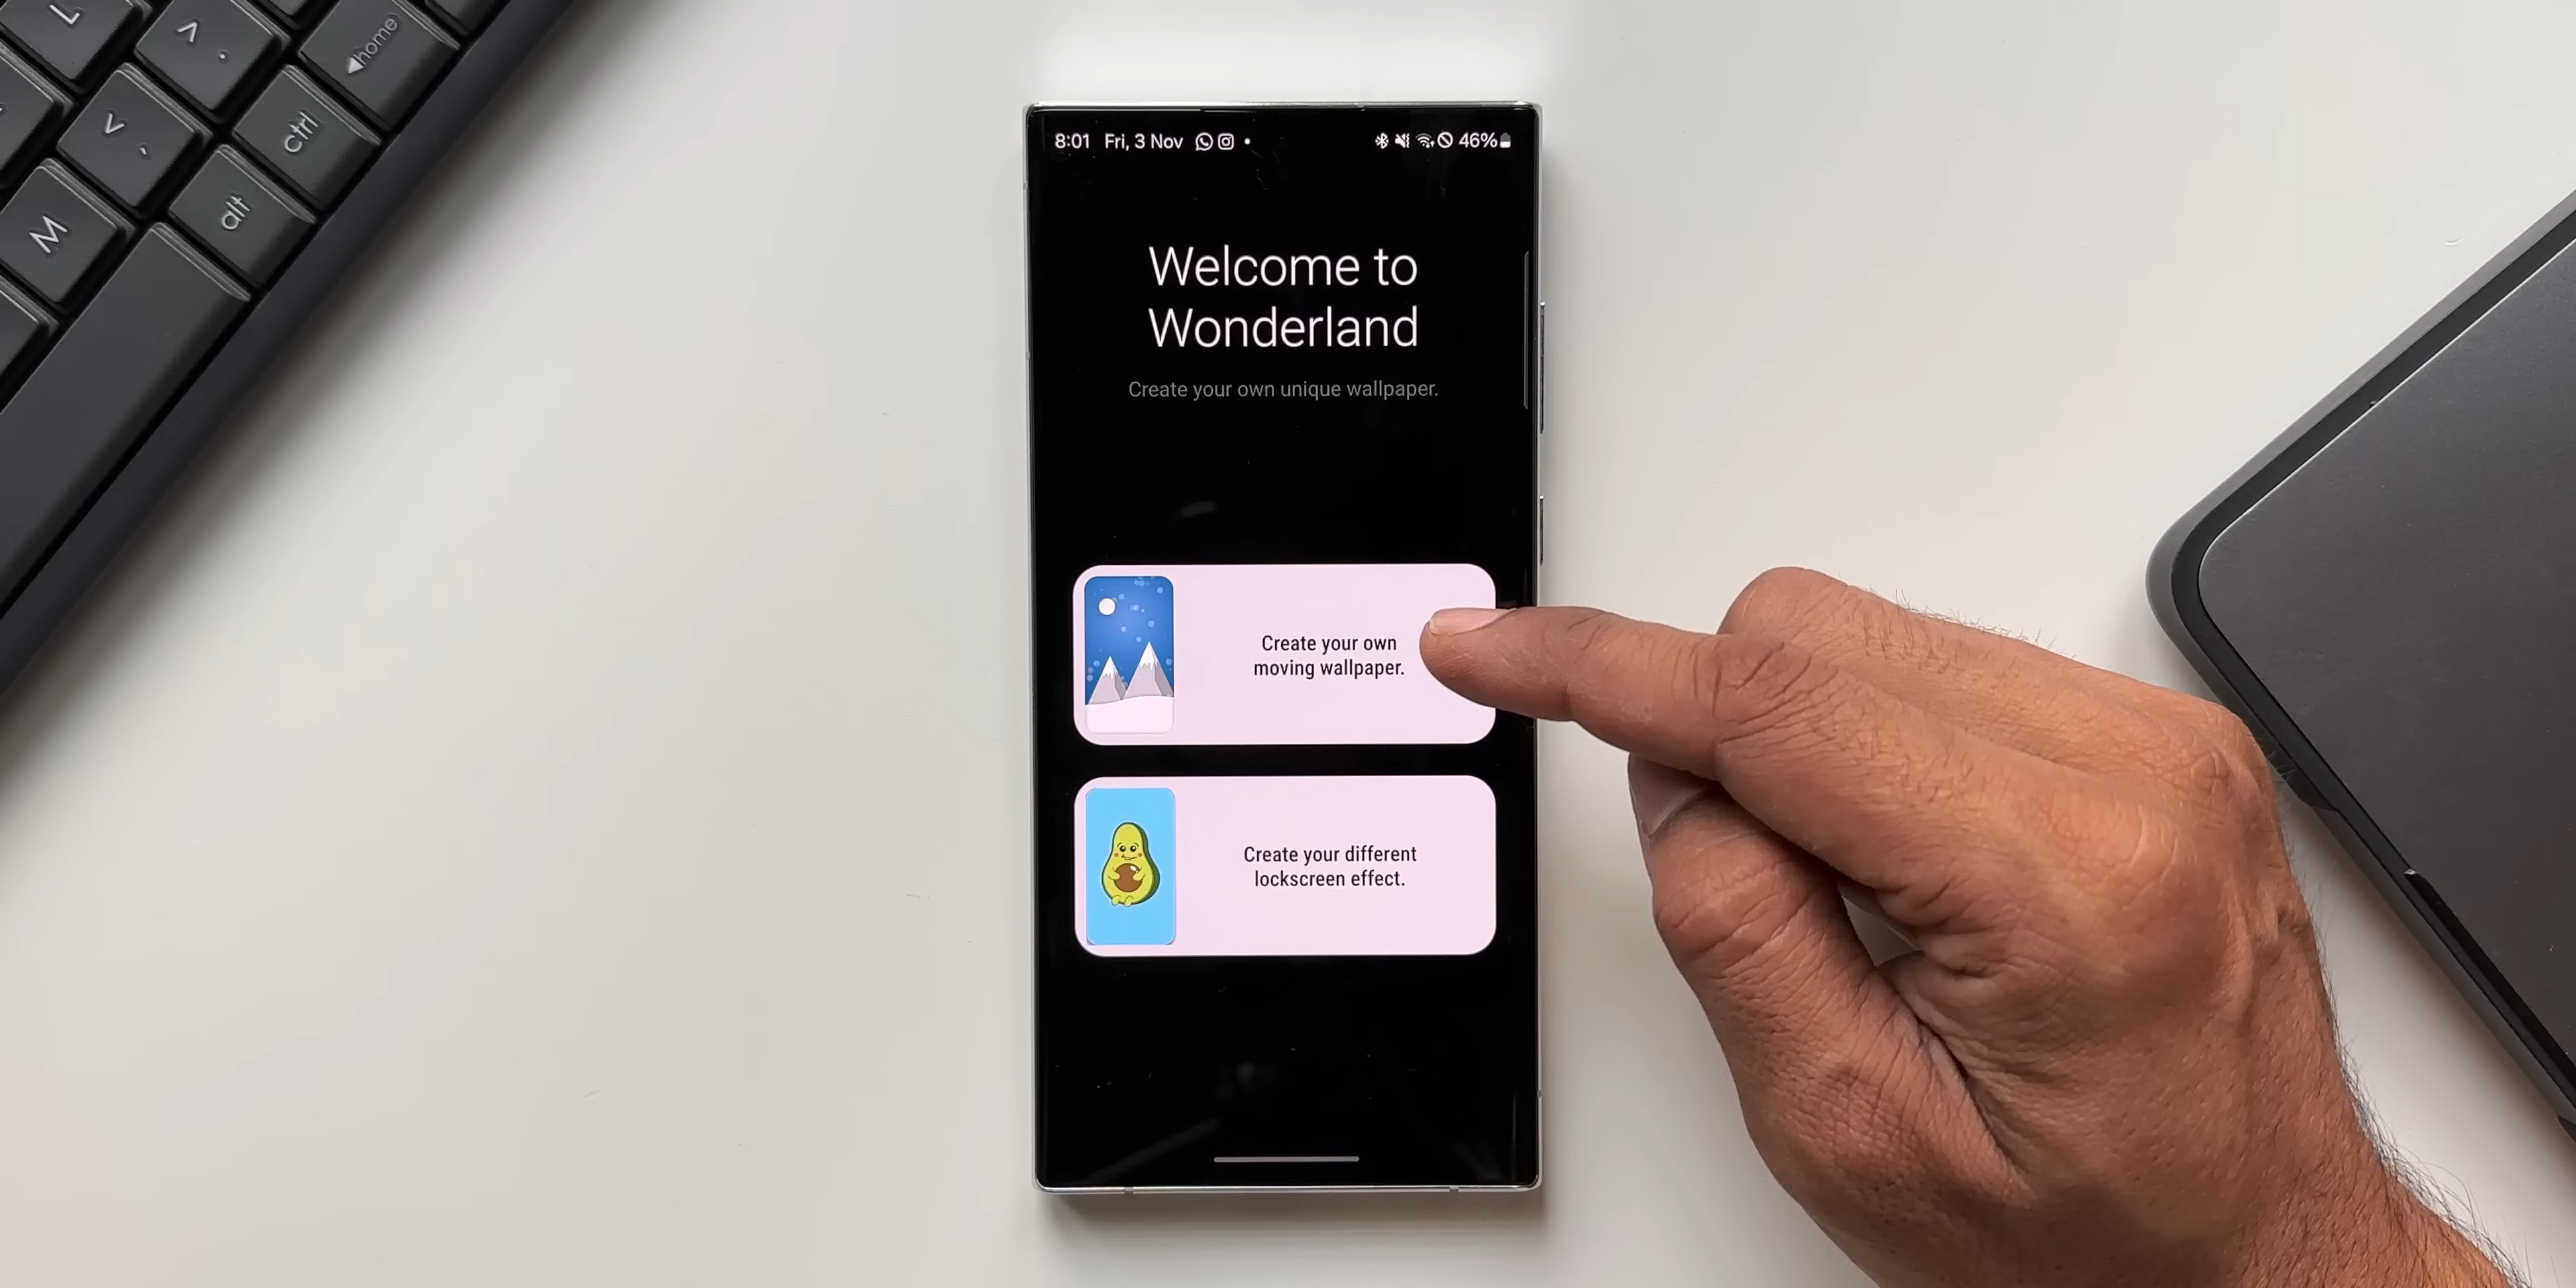 L
home
ctrl
alt
M
8:01 Fri, 3 Nov
46%
Welcome to
Wonderland
Create your own unique wallpaper.
Create your own
moving wallpaper.
Create your different
lockscreen effect.